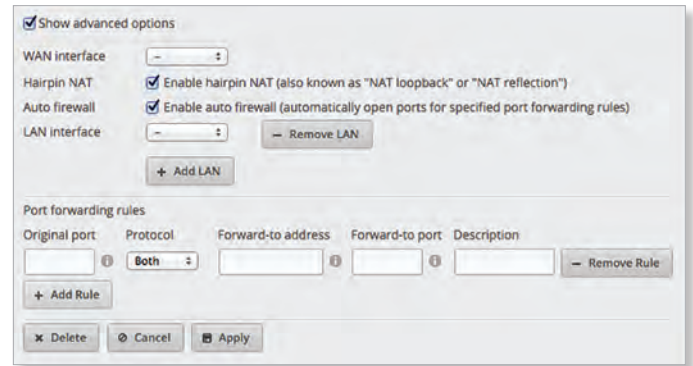 Show advanced options
WAN interface -
Hairpin NAT Enable hairpin NAT (also known as "NAT loopback" or "NAT reflection")
Auto firewall Enable auto firewall (automatically open ports for specified port forwarding rules)
LAN interface - − Remove LAN
+ Add LAN
Port forwarding rules
Original port Protocol Forward-to address Forward-to port Description
Both − Remove Rule
+ Add Rule
Delete Cancel Apply